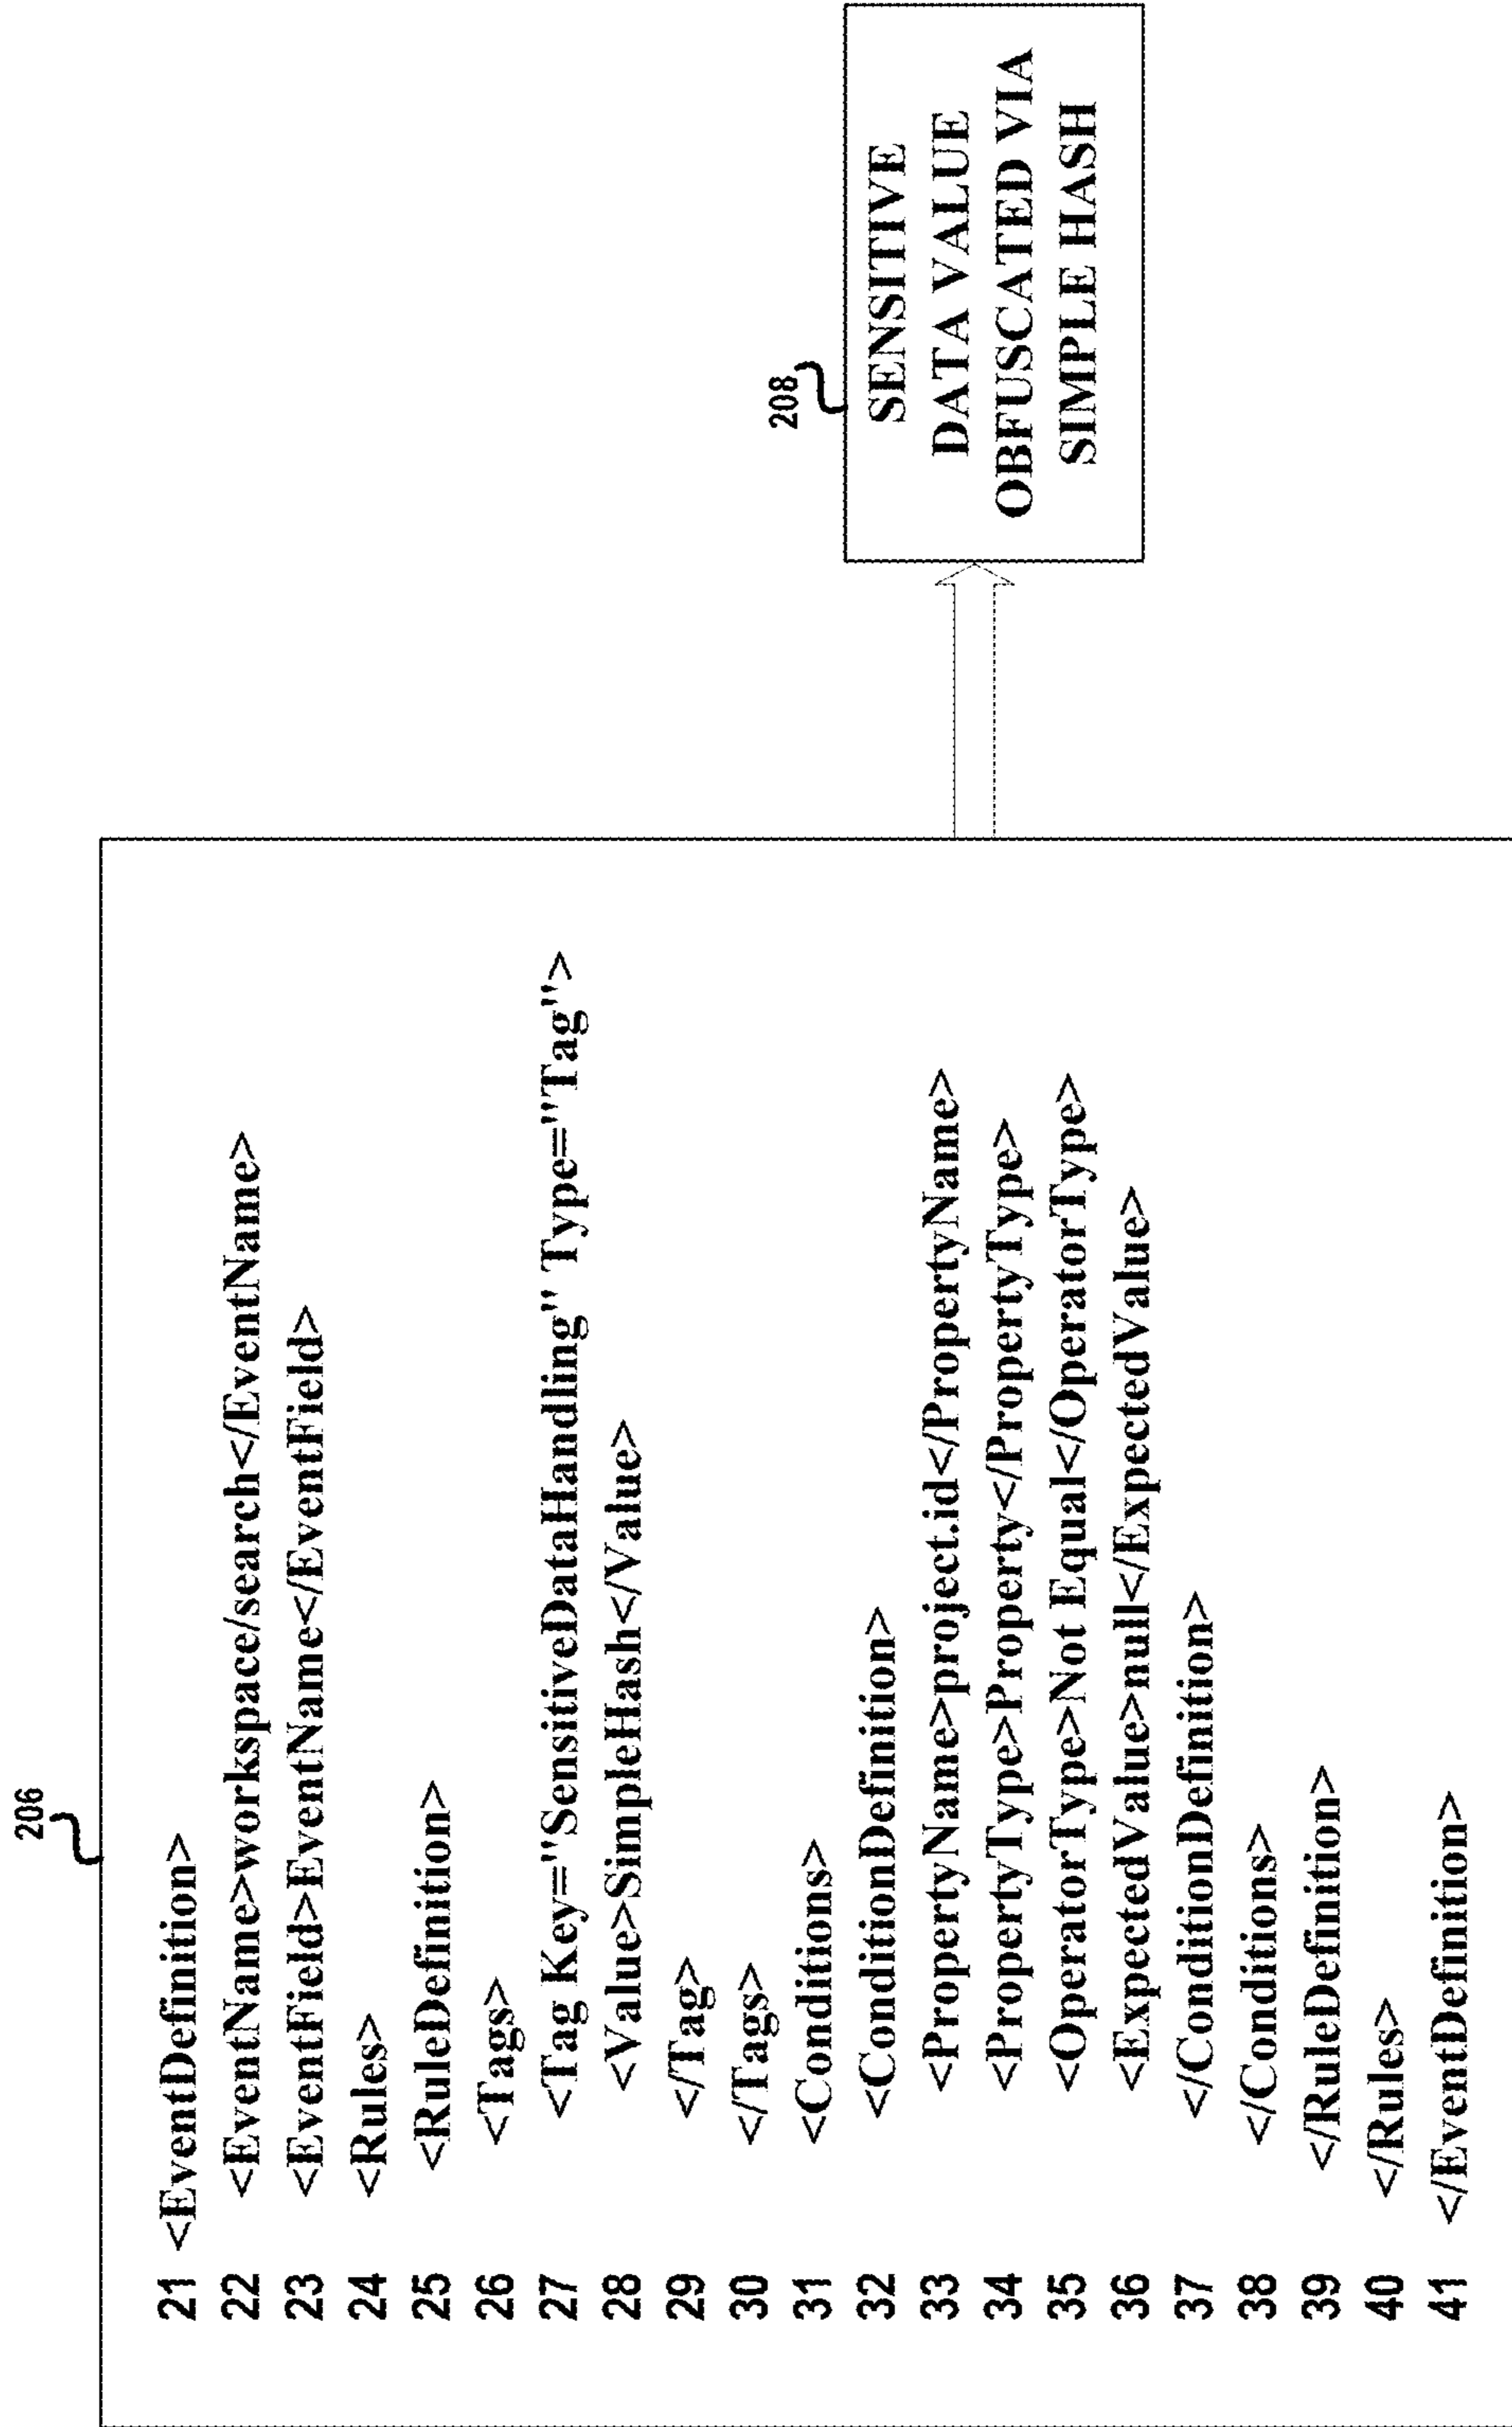 206
21 <EventDefinition>
22 <EventName>workspace/search</EventName>
23 <EventField>EventName</EventField>
24 <Rules>
25 <RuleDefinition>
26 <Tags>
27 <Tag Key="SensitiveDataHandling" Type="Tag">
28 <Value>SimpleHash</Value>
29 </Tag>
30 </Tags>
31 <Conditions>
32 <ConditionDefinition>
33 <PropertyName>project.id</PropertyName>
34 <PropertyType>Property</PropertyType>
35 <OperatorType>Not Equal</OperatorType>
36 <ExpectedValue>null</ExpectedValue>
37 </ConditionDefinition>
38 </Conditions>
39 </RuleDefinition>
40 </Rules>
41 </EventDefinition>
208
SENSITIVE
DATA VALUE
OBFUSCATED VIA
SIMPLE HASH